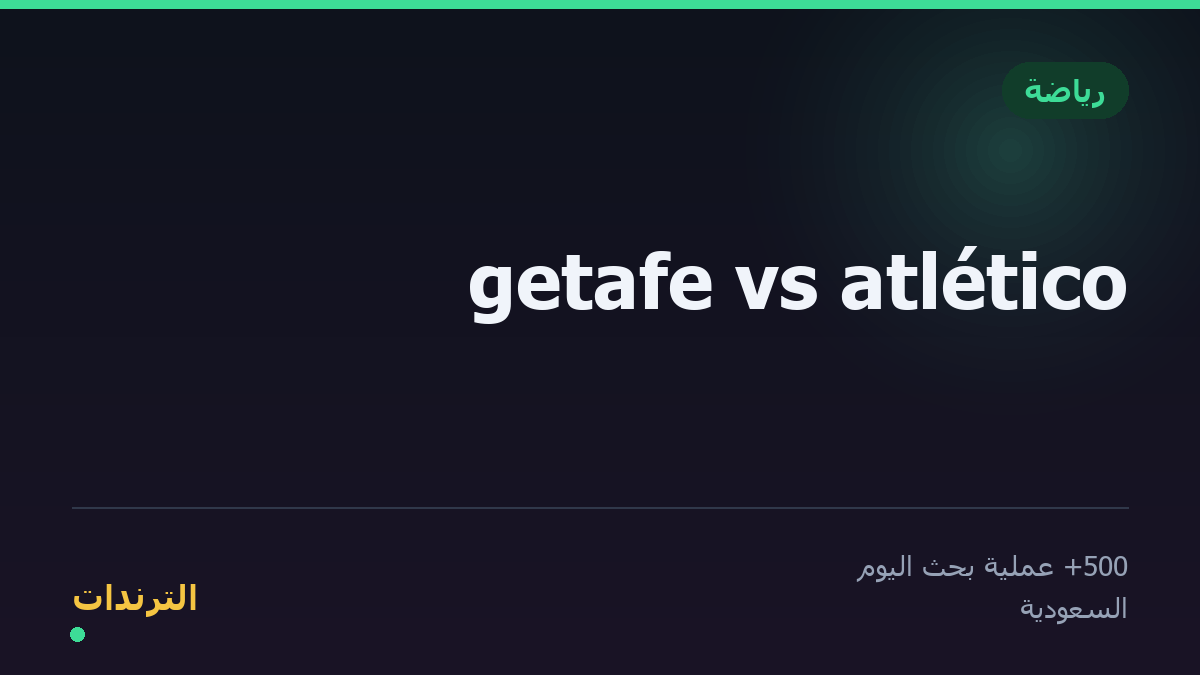 رياضة
getafe vs atlético
500+ عملية بحث اليوم
السعودية
الترندات